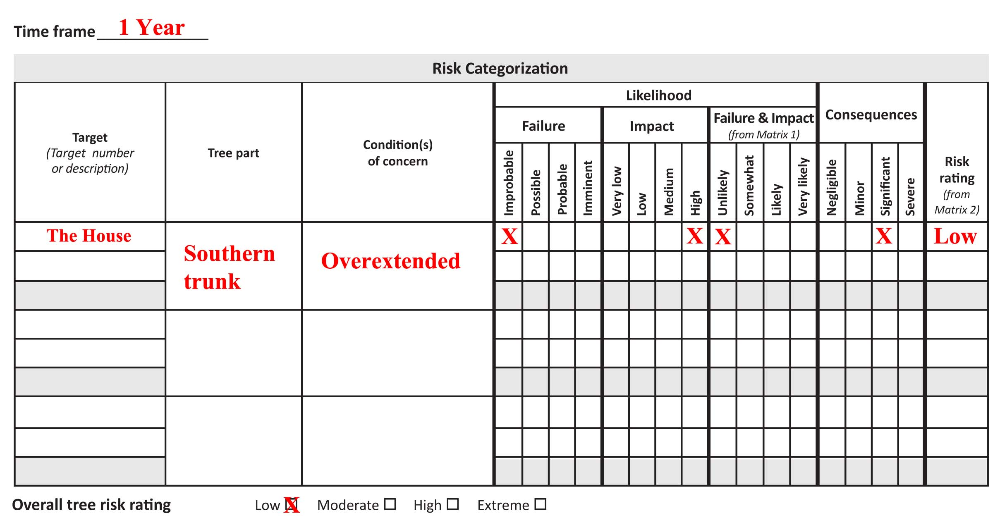 Time frame 1 Year
Risk Categorization
Likelihood
Failure
Impact
Failure & Impact
(from Matrix 1)
Consequences
Target
(Target number
or description)
Tree part
Condition(s)
of concern
Improbable
Possible
Probable
Imminent
Very low
Low
Medium
High
Unlikely
Somewhat
Likely
Very likely
Negligible
Minor
Significant
Severe
Risk
rating
(from
Matrix 2)
The House
Southern
trunk
Overextended
X X X X Low
Overall tree risk rating Low X Moderate High Extreme